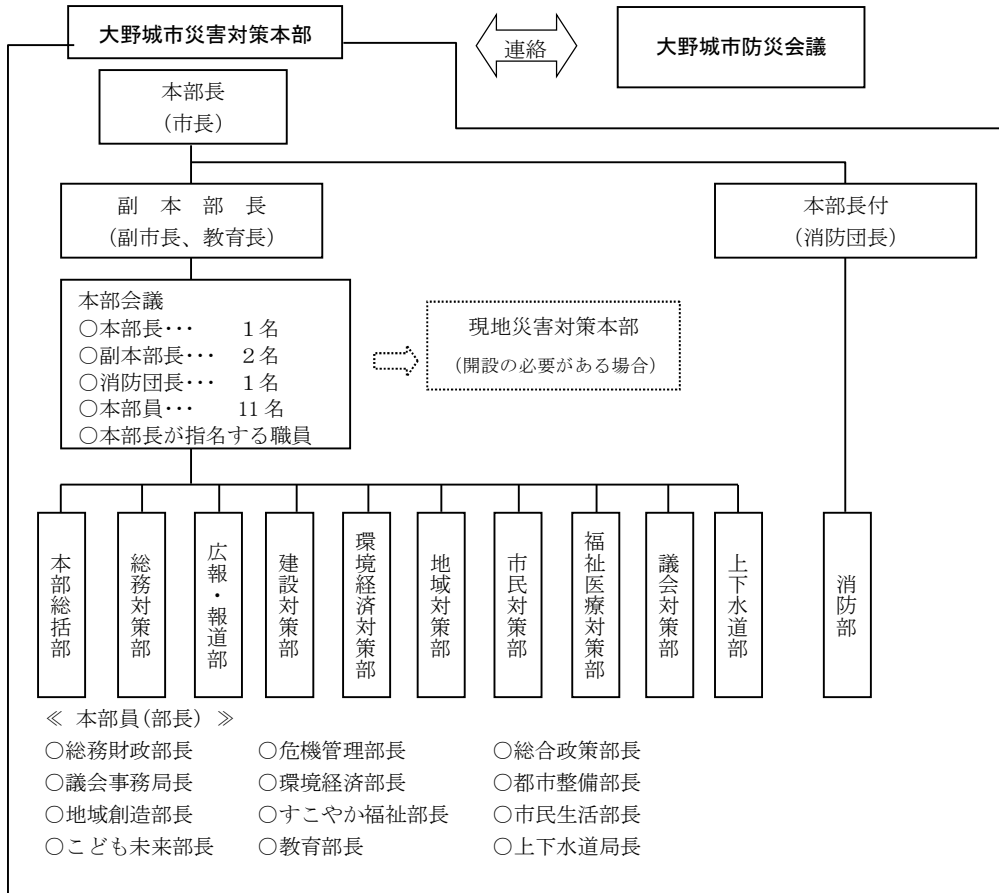 大野城市災害対策本部
連絡
大野城市防災会議
本部長
(市長)
副 本 部 長
(副市長、教育長)
本部長付
(消防団長)
本部会議
○本部長･･･ 1名
○副本部長･･･ 2名
○消防団長･･･ 1名
○本部員･･･ 11名
○本部長が指名する職員
現地災害対策本部
(開設の必要がある場合)
本部総括部
総務対策部
広報・報道部
建設対策部
環境経済対策部
地域対策部
市民対策部
福祉医療対策部
議会対策部
上下水道部
消防部
≪ 本部員(部長) ≫
○総務財政部長 ○危機管理部長 ○総合政策部長
○議会事務局長 ○環境経済部長 ○都市整備部長
○地域創造部長 ○すこやか福祉部長 ○市民生活部長
○こども未来部長 ○教育部長 ○上下水道局長